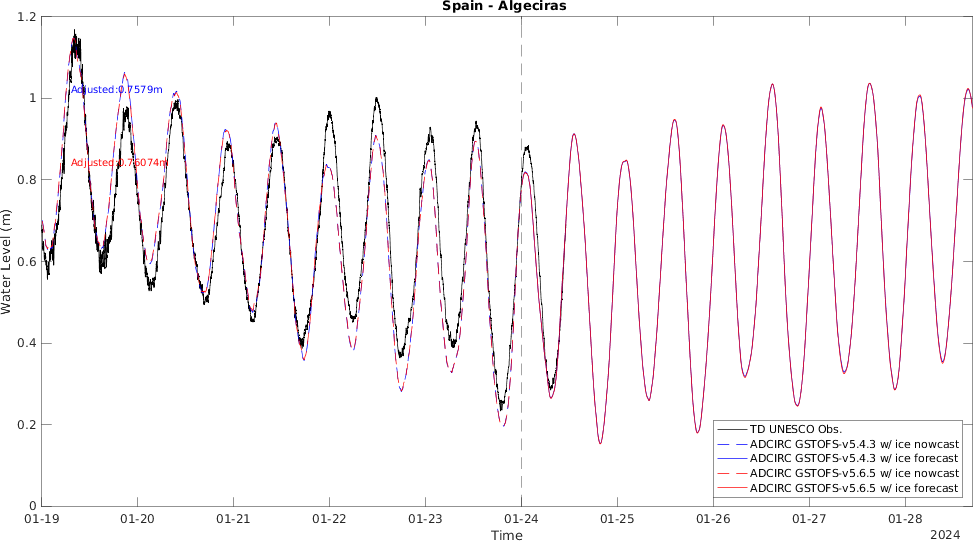 Spain - Algeciras
1.2
1
0.8
0.6
0.4
0.2
0
Water Level (m)
Adjusted:0.7579m
Adjusted:0.76074m
TD UNESCO Obs.
ADCIRC GSTOFS-v5.4.3 w/ ice nowcast
ADCIRC GSTOFS-v5.4.3 w/ ice forecast
ADCIRC GSTOFS-v5.6.5 w/ ice nowcast
ADCIRC GSTOFS-v5.6.5 w/ ice forecast
01-19 01-20 01-21 01-22 01-23 01-24 01-25 01-26 01-27 01-28
Time
2024